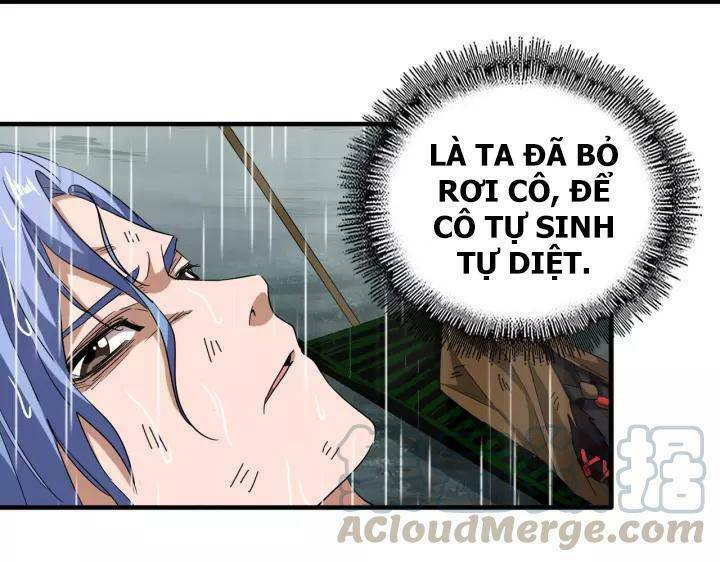 LÀ TA ĐÃ BỎ
RƠI CÔ, ĐỂ
CÔ TỰ SINH
TỰ DIỆT.
ACloudMerge.com